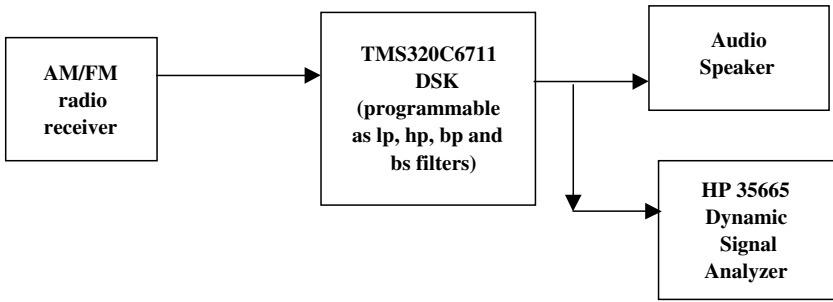 AM/FM
radio
receiver
TMS320C6711
DSK
(programmable
as lp, hp, bp and
bs filters)
Audio
Speaker
HP 35665
Dynamic
Signal
Analyzer